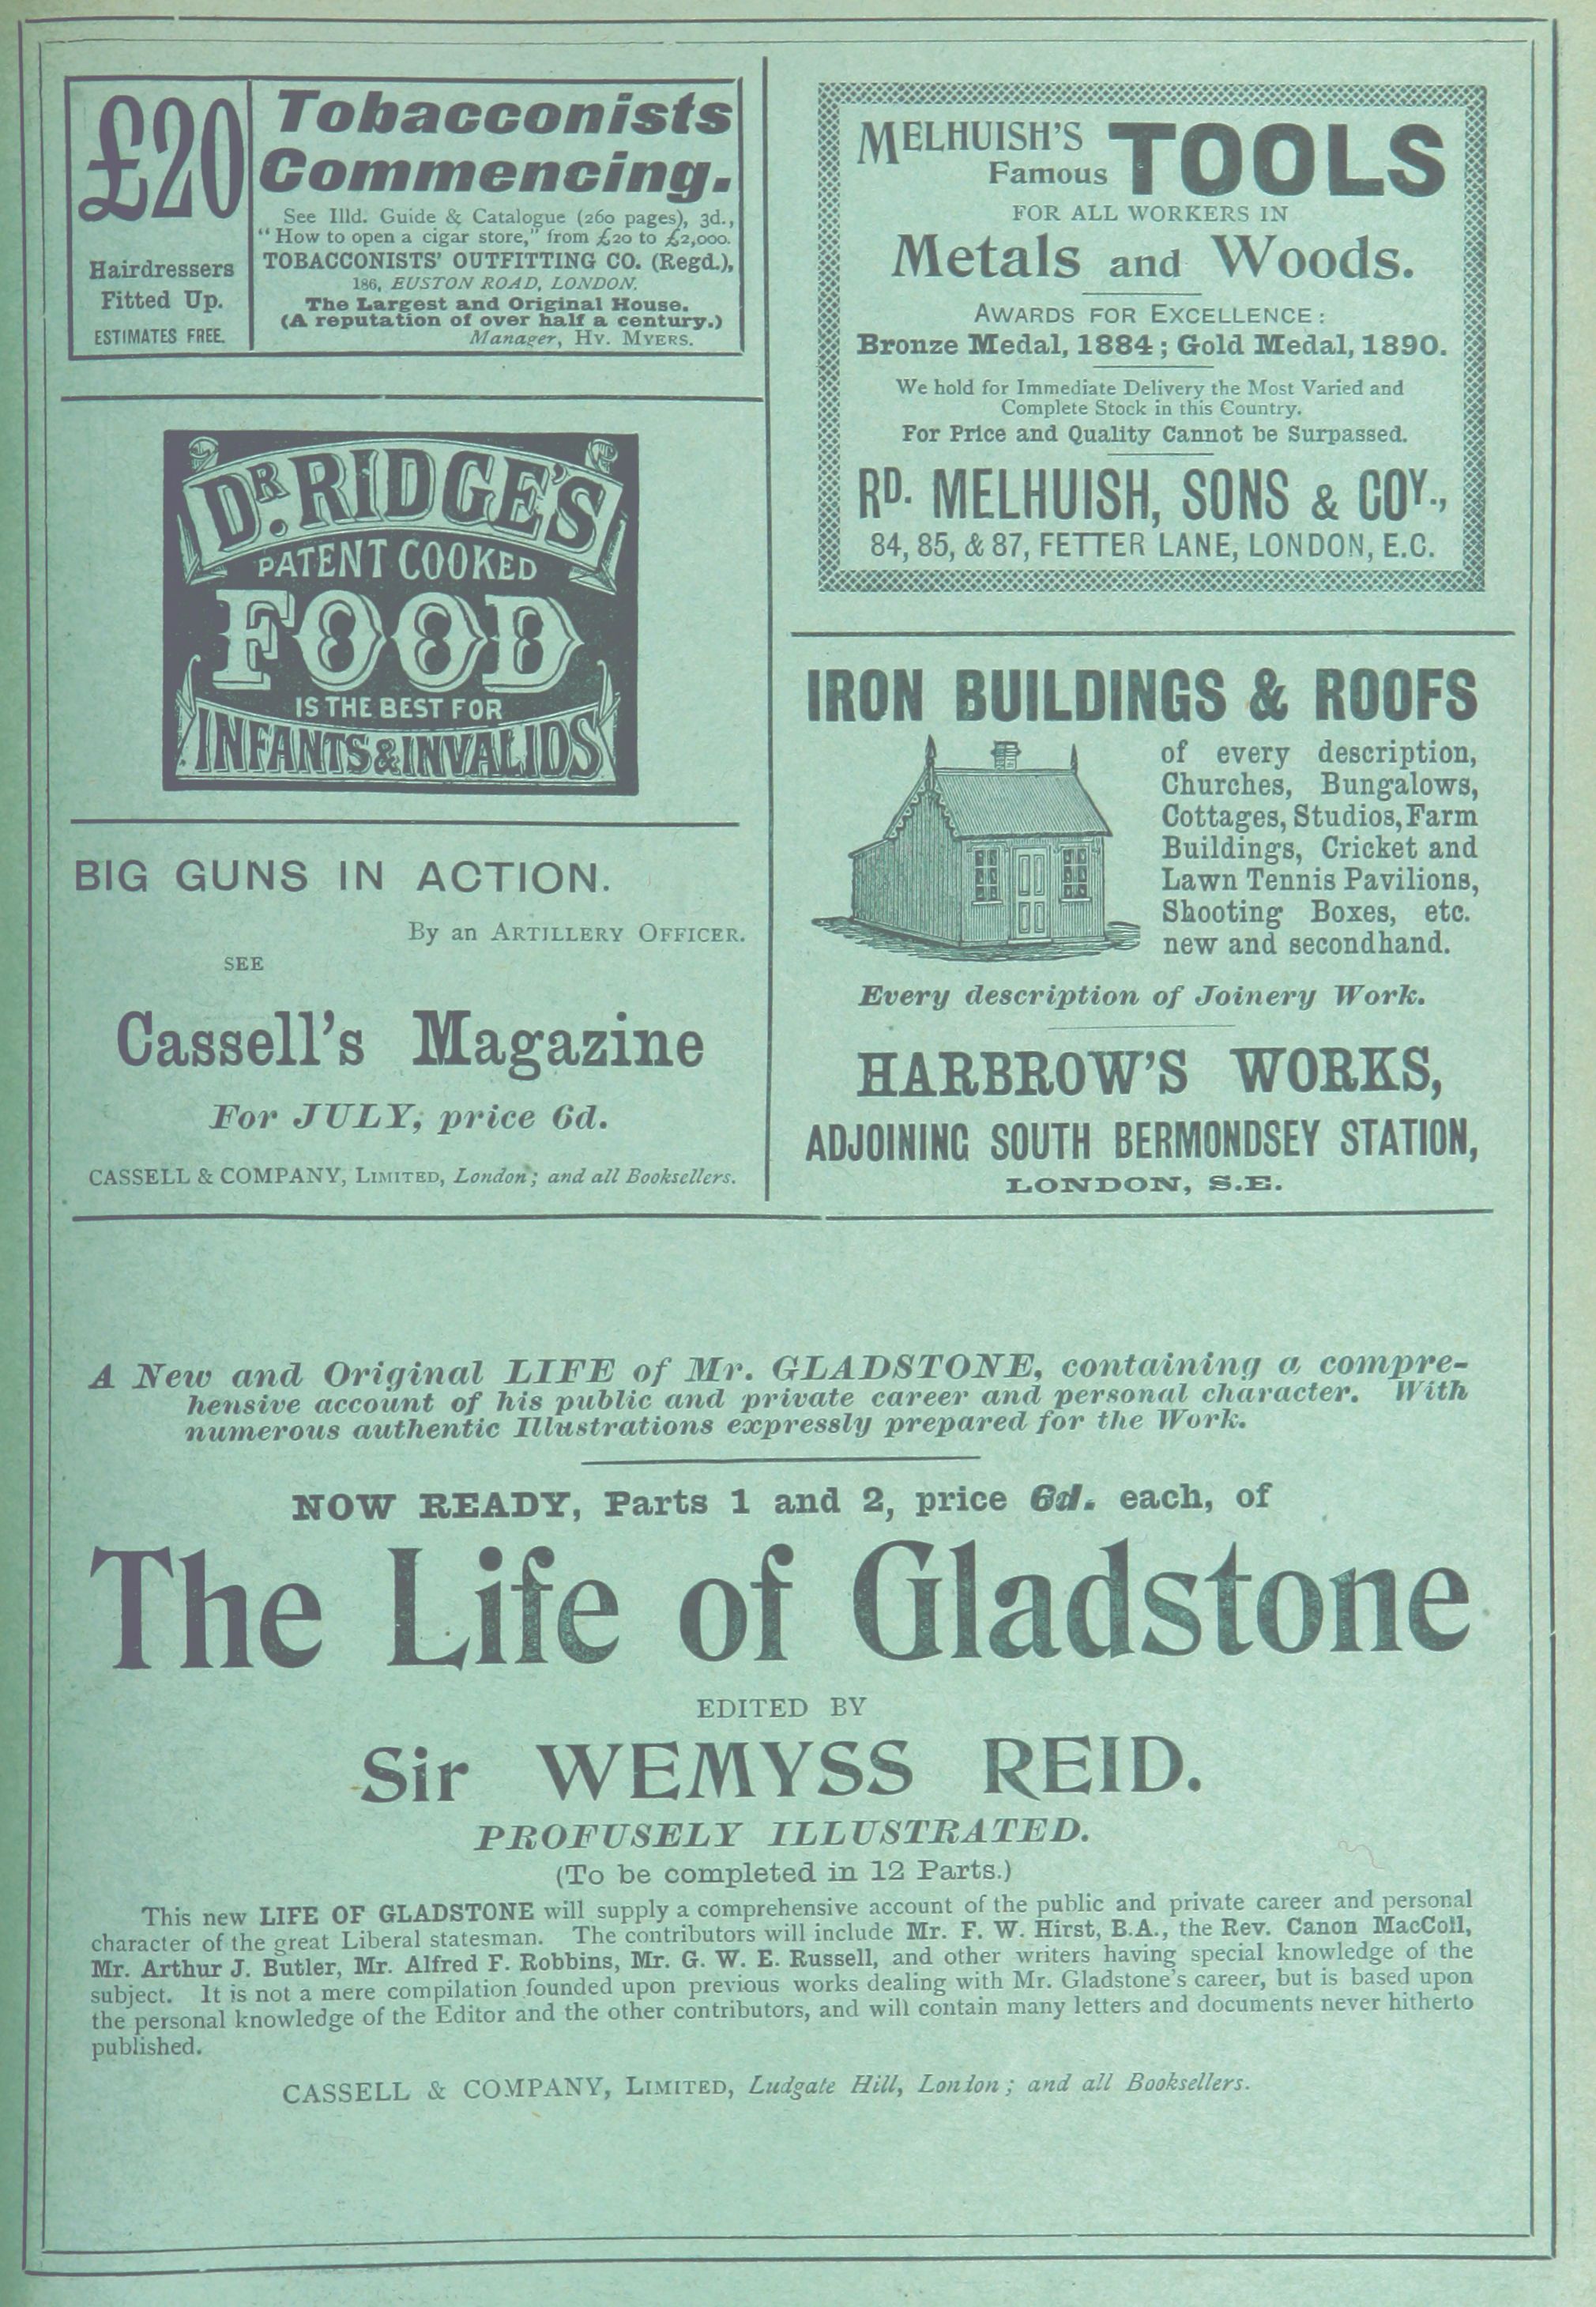 £20
Hairdressers
Fitted Up.
ESTIMATES FREE.
Tobacconists
Commencing.
See Illd. Guide & Catalogue (260 pages), 3d.,
"How to open a cigar store," from £20 to £2,000.
TOBACCONISTS' OUTFITTING CO. (Regd.),
186, EUSTON ROAD, LONDON.
The Largest and Original House.
(A reputation of over half a century.)
Manager, HY. MYERS.
DR. RIDGE'S
PATENT COOKED
FOOD
IS THE BEST FOR
INFANTS & INVALIDS
BIG GUNS IN ACTION.
By an ARTILLERY OFFICER.
SEE
Cassell's Magazine
For JULY, price 6d.
CASSELL & COMPANY, LIMITED, London; and all Booksellers.
MELHUISH'S
Famous TOOLS
FOR ALL WORKERS IN
Metals and Woods.
AWARDS FOR EXCELLENCE:
Bronze Medal, 1884; Gold Medal, 1890.
We hold for Immediate Delivery the Most Varied and
Complete Stock in this Country.
For Price and Quality Cannot be Surpassed.
RD. MELHUISH, SONS & COY.,
84, 85, & 87, FETTER LANE, LONDON, E.C.
IRON BUILDINGS & ROOFS
of every description,
Churches, Bungalows,
Cottages, Studios, Farm
Buildings, Cricket and
Lawn Tennis Pavilions,
Shooting Boxes, etc.
new and secondhand.
Every description of Joinery Work.
HARBROW'S WORKS,
ADJOINING SOUTH BERMONDSEY STATION,
LONDON, S.E.
A New and Original LIFE of Mr. GLADSTONE, containing a compre-
hensive account of his public and private career and personal character. With
numerous authentic Illustrations expressly prepared for the Work.
NOW READY, Parts 1 and 2, price 6d. each, of
The Life of Gladstone
EDITED BY
Sir WEMYSS REID.
PROFUSELY ILLUSTRATED.
(To be completed in 12 Parts.)
This new LIFE OF GLADSTONE will supply a comprehensive account of the public and private career and personal
character of the great Liberal statesman. The contributors will include Mr. F. W. Hirst, B.A., the Rev. Canon MacColl,
Mr. Arthur J. Butler, Mr. Alfred F. Robbins, Mr. G. W. E. Russell, and other writers having special knowledge of the
subject. It is not a mere compilation founded upon previous works dealing with Mr. Gladstone's career, but is based upon
the personal knowledge of the Editor and the other contributors, and will contain many letters and documents never hitherto
published.
CASSELL & COMPANY, LIMITED, Ludgate Hill, London; and all Booksellers.